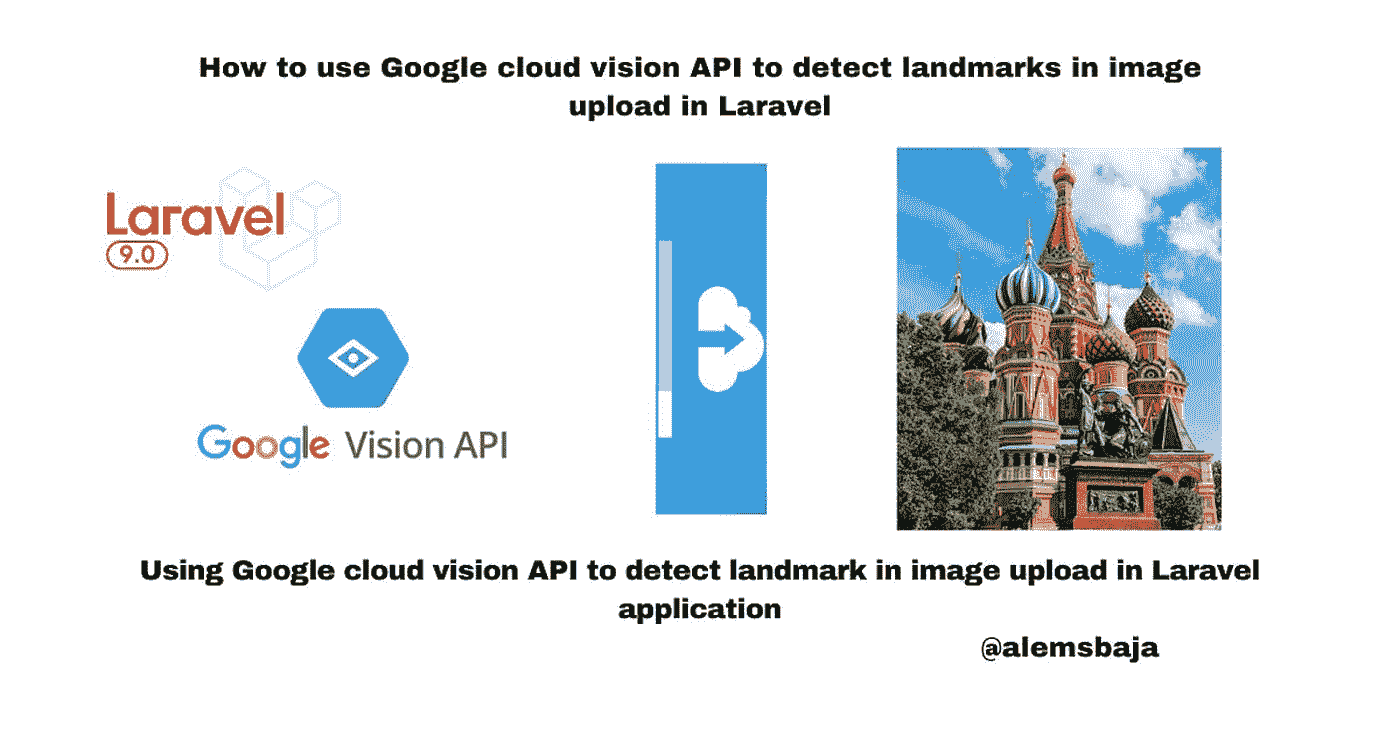 How to use Google cloud vision API to detect landmarks in image
upload in Laravel
Laravel
9.0
Google Vision API
Using Google cloud vision API to detect landmark in image upload in Laravel
application
@alemsbaja